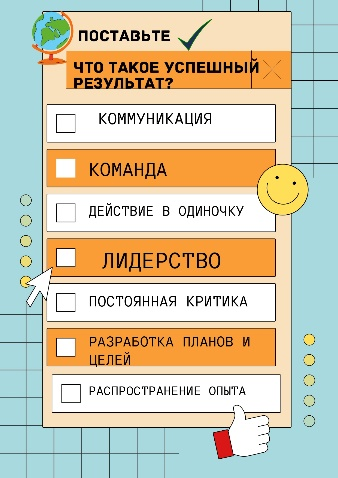 ПОСТАВЬТЕ
ЧТО ТАКОЕ УСПЕШНЫЙ
РЕЗУЛЬТАТ?
КОММУНИКАЦИЯ
КОМАНДА
ДЕЙСТВИЕ В ОДИНОЧКУ
ЛИДЕРСТВО
ПОСТОЯННАЯ КРИТИКА
РАЗРАБОТКА ПЛАНОВ И
ЦЕЛЕЙ
РАСПРОСТРАНЕНИЕ ОПЫТА